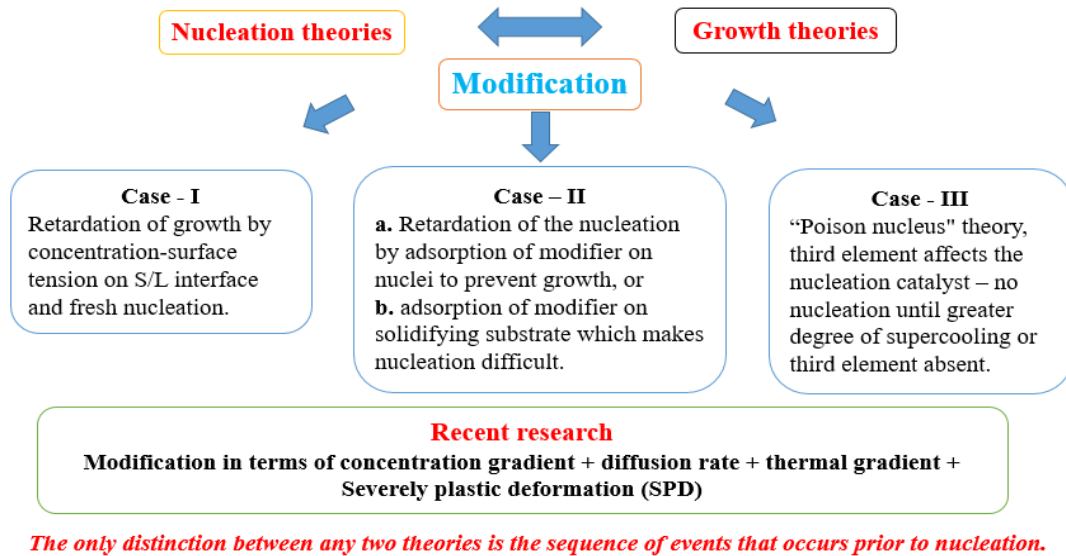 Nucleation theories
Growth theories
Modification
Case - I
Retardation of growth by
concentration-surface
tension on S/L interface
and fresh nucleation.
Case – II
a. Retardation of the nucleation
by adsorption of modifier on
nuclei to prevent growth, or
b. adsorption of modifier on
solidifying substrate which makes
nucleation difficult.
Case - III
“Poison nucleus" theory,
third element affects the
nucleation catalyst – no
nucleation until greater
degree of supercooling or
third element absent.
Recent research
Modification in terms of concentration gradient + diffusion rate + thermal gradient +
Severely plastic deformation (SPD)
The only distinction between any two theories is the sequence of events that occurs prior to nucleation.